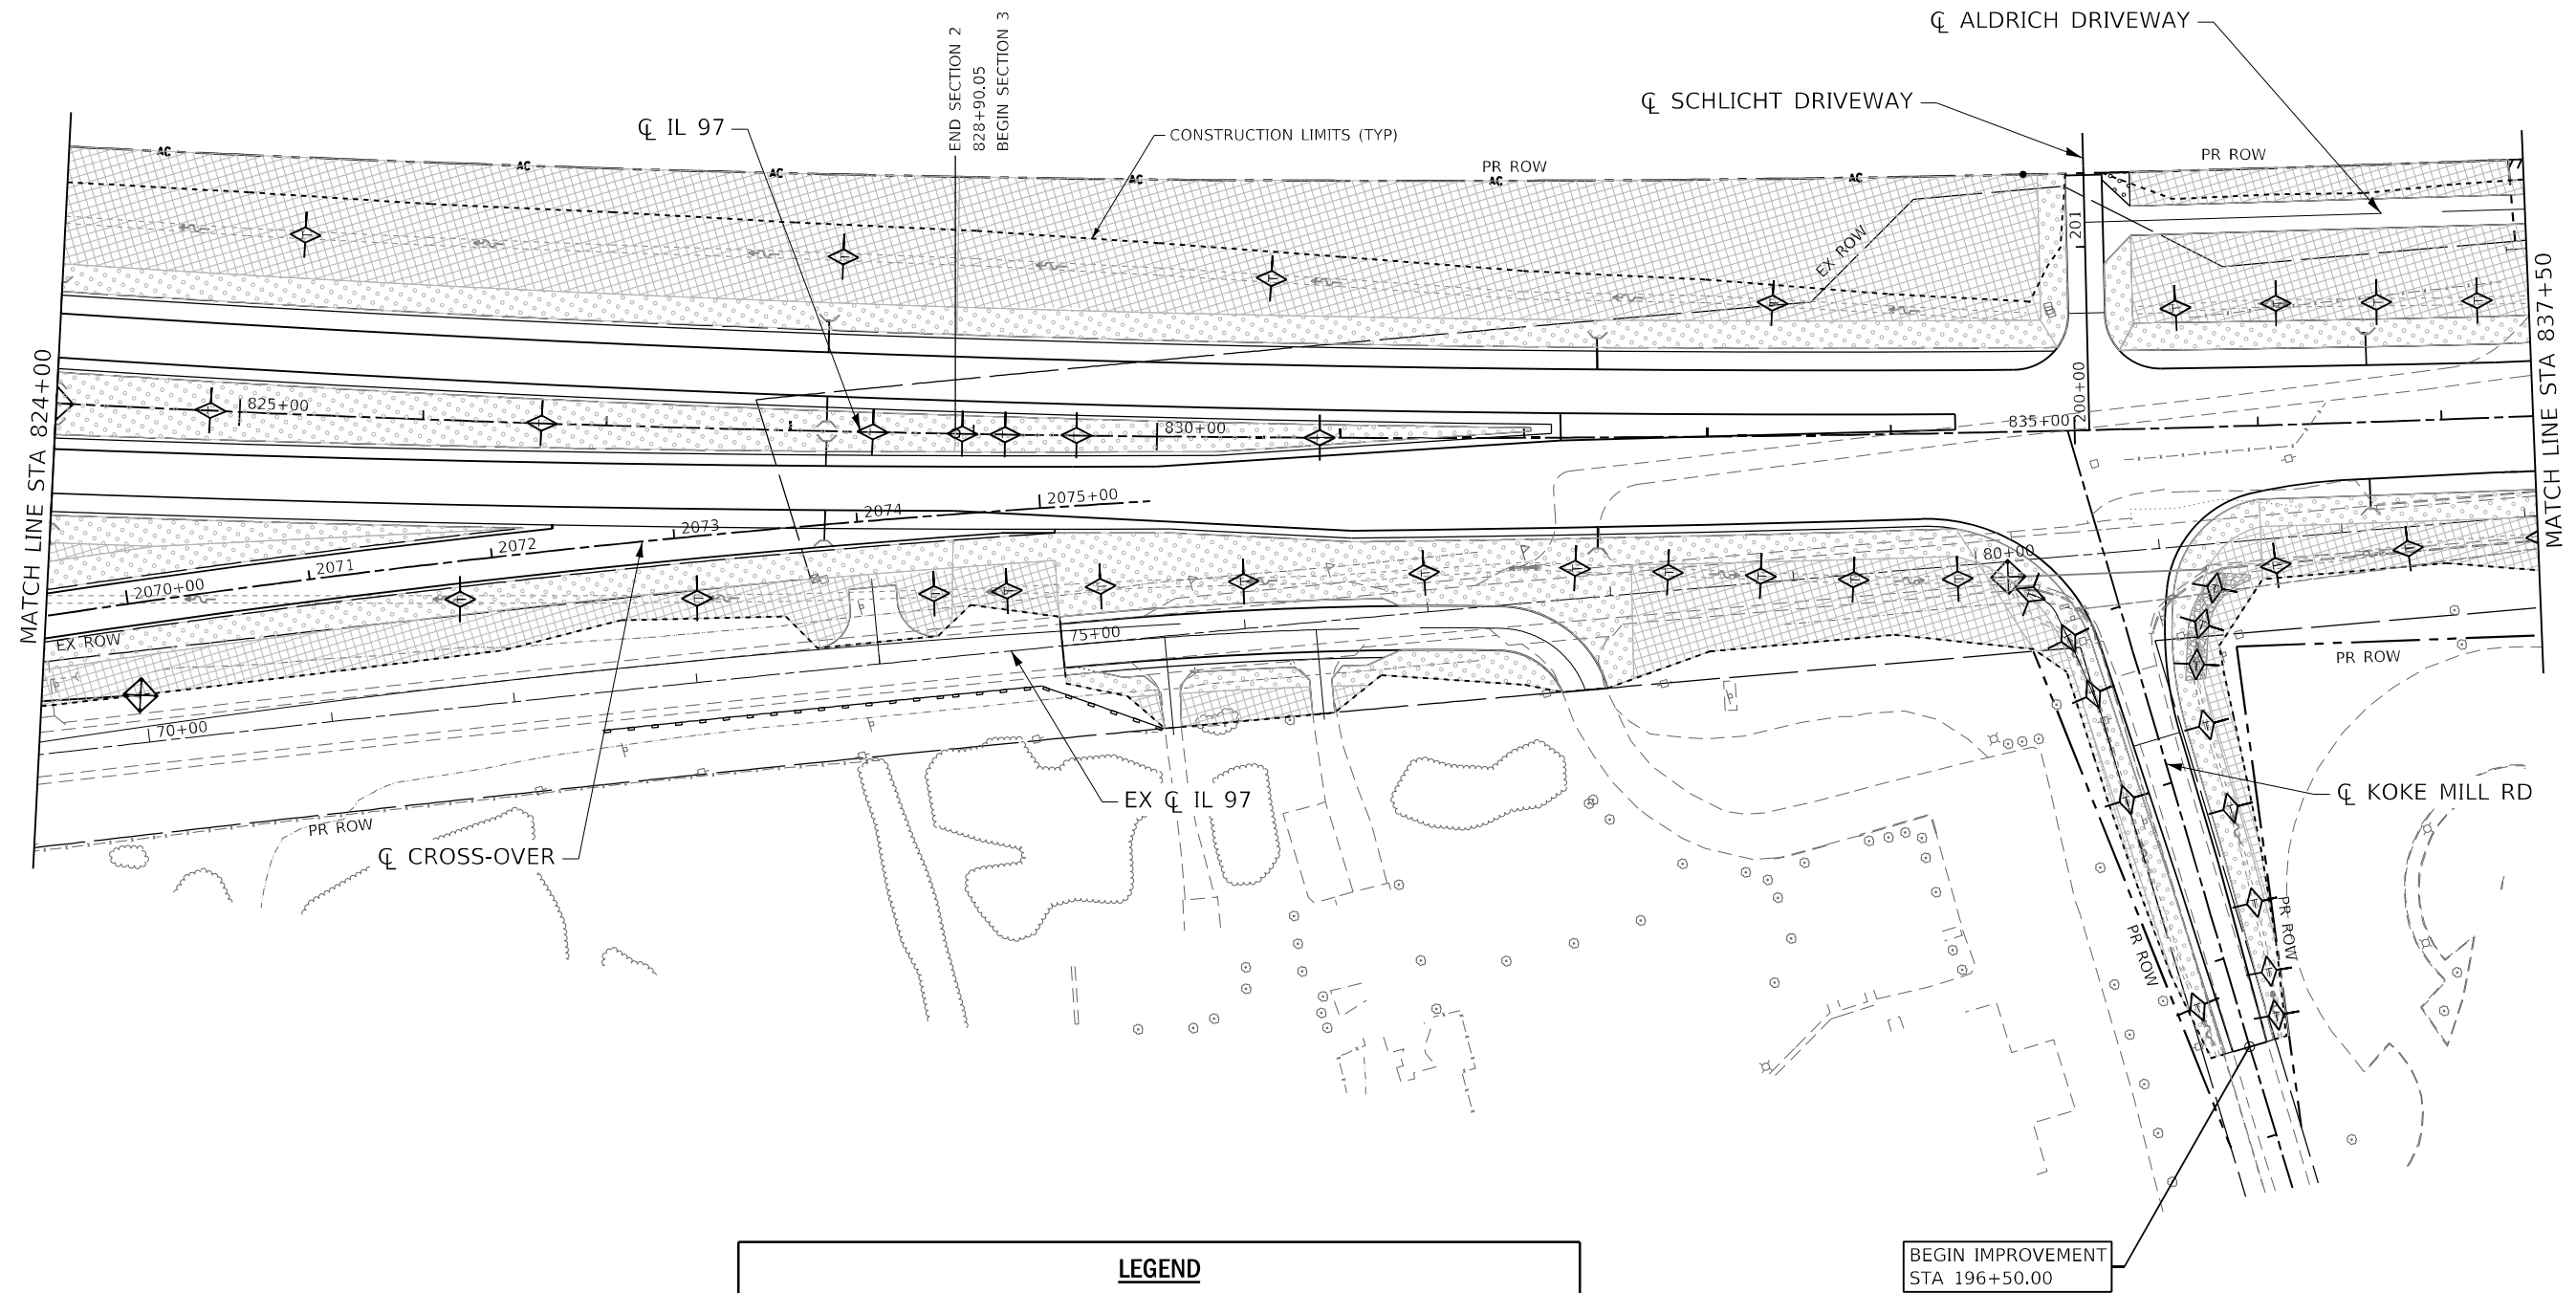 ℄ ALDRICH DRIVEWAY
℄ SCHLICHT DRIVEWAY
℄ IL 97
END SECTION 2
828+90.05
BEGIN SECTION 3
CONSTRUCTION LIMITS (TYP)
PR ROW
PR ROW
AC
AC
AC
AC
AC
AC
201
EX ROW
MATCH LINE STA 824+00
MATCH LINE STA 837+50
825+00
830+00
835+00
200+00
2070+00
2071
2072
2073
2074
2075+00
80+00
EX ROW
75+00
70+00
PR ROW
PR ROW
EX ℄ IL 97
℄ KOKE MILL RD
℄ CROSS-OVER
PR ROW
PR ROW
LEGEND
BEGIN IMPROVEMENT
STA 196+50.00